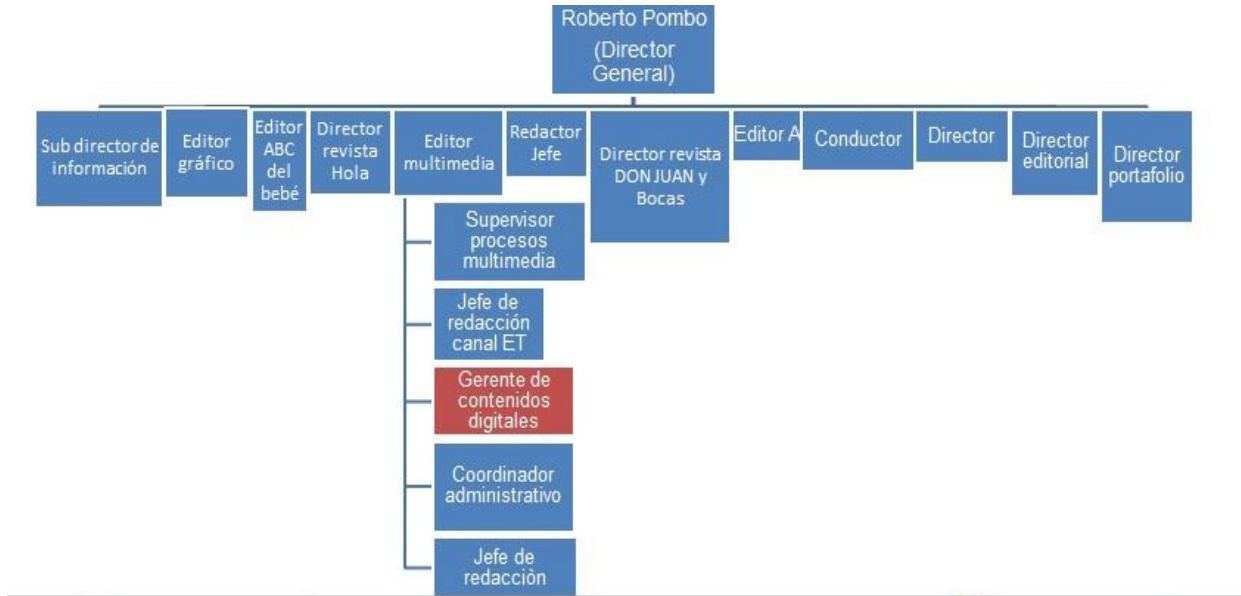 Roberto Pombo
(Director
General)
Sub director de
información
Editor
gráfico
Editor
ABC
del
bebé
Director
revista
Hola
Editor
multimedia
Redactor
Jefe
Director revista
DON JUAN y
Bocas
Editor A
Conductor
Director
Director
editorial
Director
portafolio
Supervisor
procesos
multimedia
Jefe de
redacción
canal ET
Gerente de
contenidos
digitales
Coordinador
administrativo
Jefe de
redacciòn